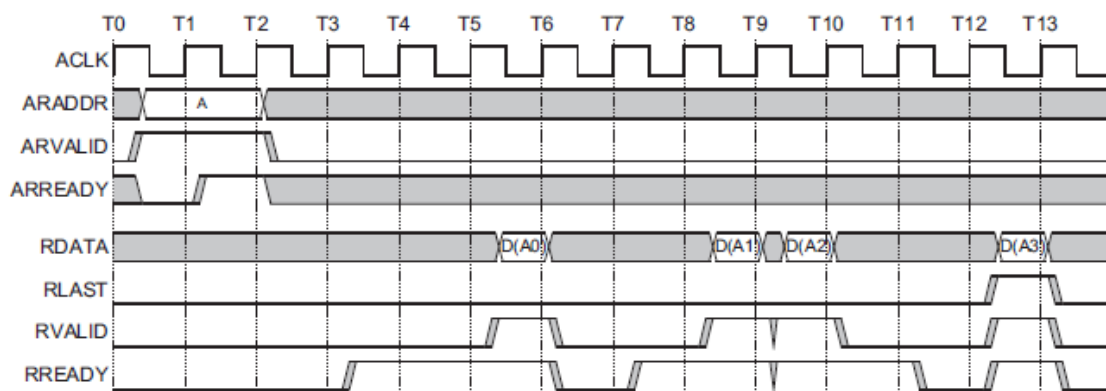 T0 T1 T2 T3 T4 T5 T6 T7 T8 T9 T10 T11 T12 T13
ACLK
ARADDR A
ARVALID
ARREADY
RDATA D(A0) D(A1) D(A2) D(A3)
RLAST
RVALID
RREADY